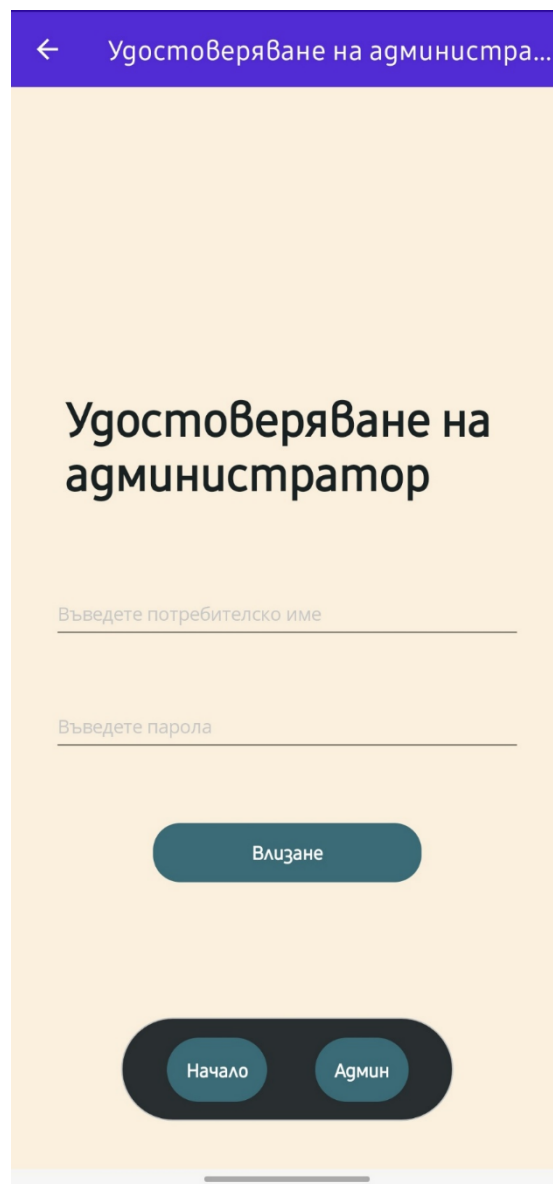 Удостоверяване на администра...
Удостоверяване на
администратор
Въведете потребителско име
Въведете парола
Влизане
Начало
Админ